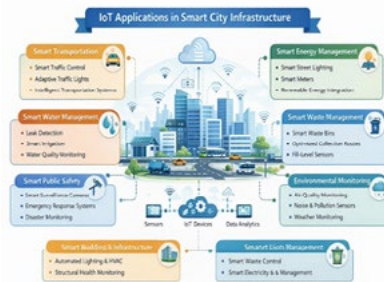 IoT Applications in Smart City Infrastructure
Smart Transportation
Smart Traffic Control
Adaptive Traffic Lights
Intelligent Transportation Systems
Smart Energy Management
Smart Street Lighting
Smart Meters
Renewable Energy Integration
Smart Water Management
Leak Detection
Smart Irrigation
Water Quality Monitoring
Smart Waste Management
Smart Waste Bins
Optimized Collection Routes
Fill-Level Sensors
Smart Public Safety
Smart Surveillance Cameras
Emergency Response Systems
Disaster Monitoring
Environmental Monitoring
Air Quality Monitoring
Noise & Pollution Sensors
Weather Monitoring
Sensors
IoT Devices
Data Analytics
Smart Building & Infrastructure
Automated Lighting & HVAC
Structural Health Monitoring
Management
Smart Waste Control
Smart Electricity & Management